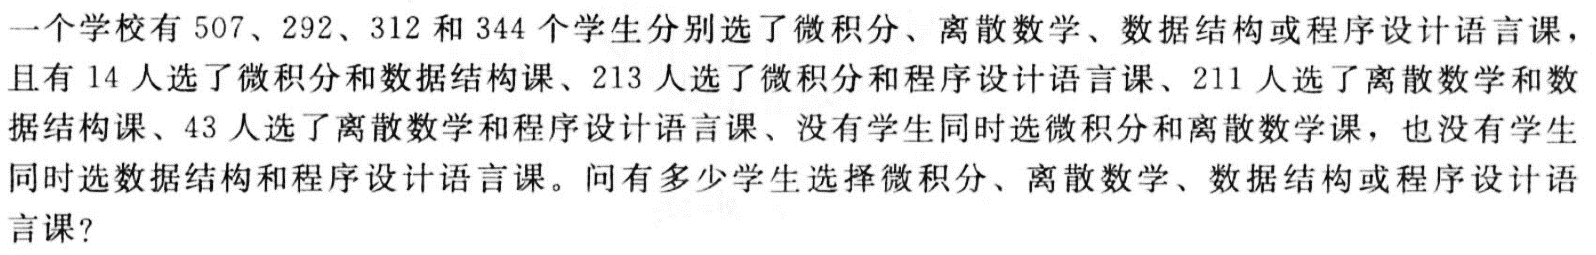 一个学校有 507、292、312 和 344 个学生分别选了微积分、离散数学、数据结构或程序设计语言课，
且有 14 人选了微积分和数据结构课、213 人选了微积分和程序设计语言课、211 人选了离散数学和数
据结构课、43 人选了离散数学和程序设计语言课、没有学生同时选微积分和离散数学课，也没有学生
同时选数据结构和程序设计语言课。问有多少学生选择微积分、离散数学、数据结构或程序设计语
言课?